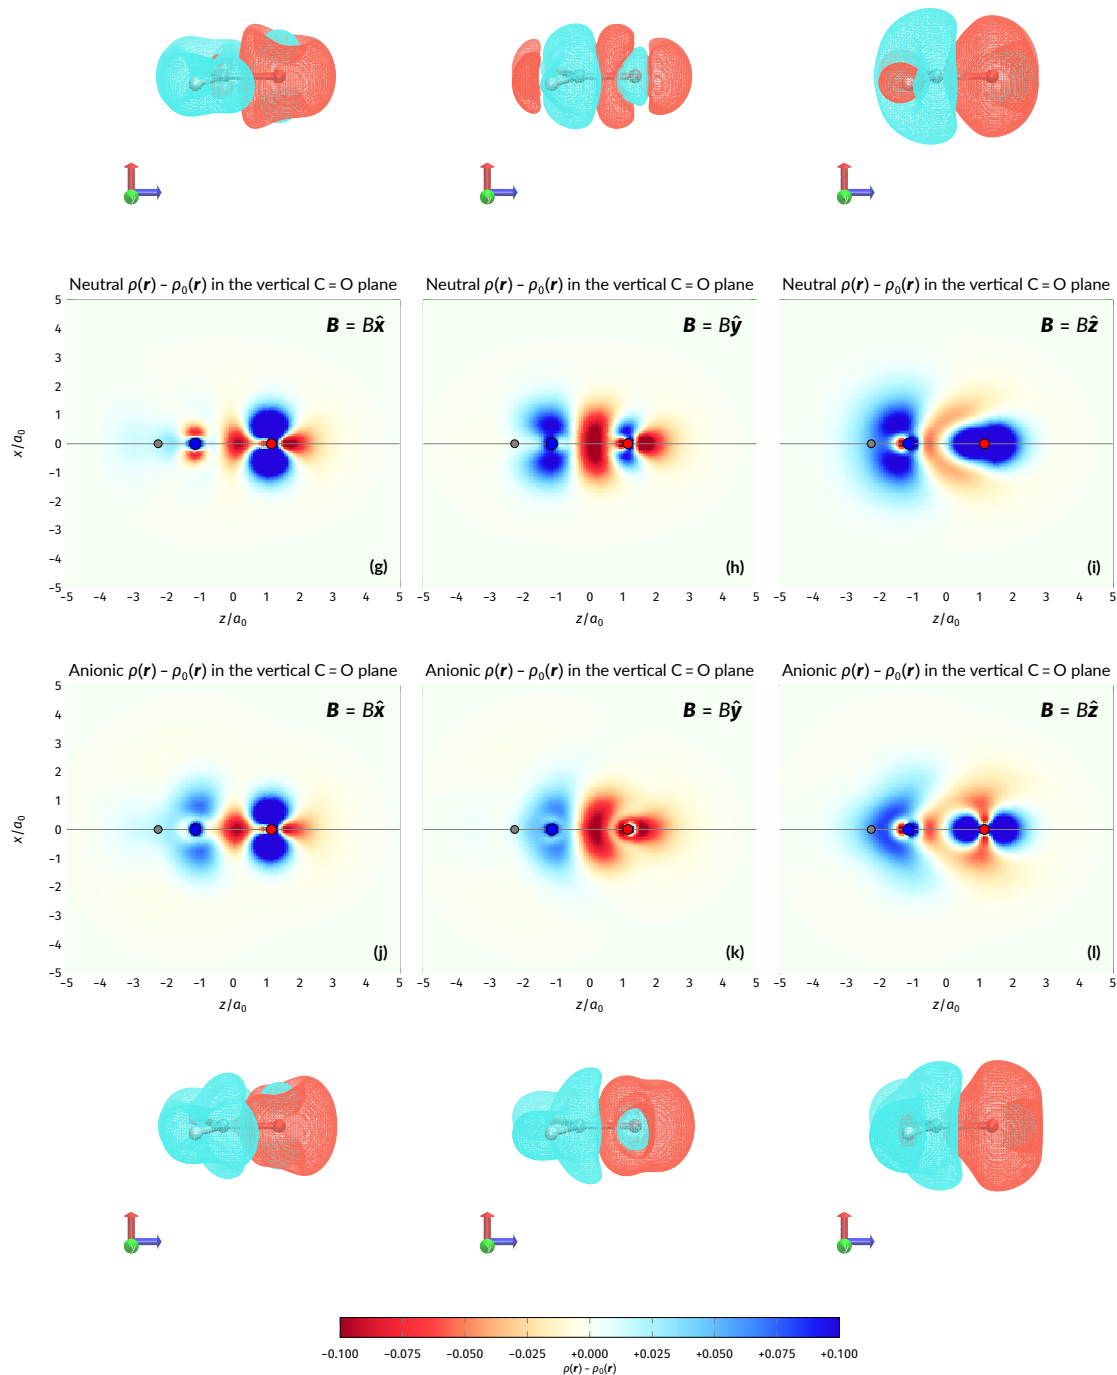 y
y
y
Neutral ρ(r) – ρ₀(r) in the vertical C = O plane
Neutral ρ(r) – ρ₀(r) in the vertical C = O plane
Neutral ρ(r) – ρ₀(r) in the vertical C = O plane
B = Bx̂
B = Bŷ
B = Bẑ
5
4
3
2
1
0
−1
−2
−3
−4
−5
x/a₀
(g)
(h)
(i)
−5 −4 −3 −2 −1 0 1 2 3 4 5
−5 −4 −3 −2 −1 0 1 2 3 4 5
−5 −4 −3 −2 −1 0 1 2 3 4 5
z/a₀
z/a₀
z/a₀
Anionic ρ(r) – ρ₀(r) in the vertical C = O plane
Anionic ρ(r) – ρ₀(r) in the vertical C = O plane
Anionic ρ(r) – ρ₀(r) in the vertical C = O plane
B = Bx̂
B = Bŷ
B = Bẑ
5
4
3
2
1
0
−1
−2
−3
−4
−5
x/a₀
(j)
(k)
(l)
−5 −4 −3 −2 −1 0 1 2 3 4 5
−5 −4 −3 −2 −1 0 1 2 3 4 5
−5 −4 −3 −2 −1 0 1 2 3 4 5
z/a₀
z/a₀
z/a₀
y
y
y
−0.100 −0.075 −0.050 −0.025 +0.000 +0.025 +0.050 +0.075 +0.100
ρ(r) – ρ₀(r)